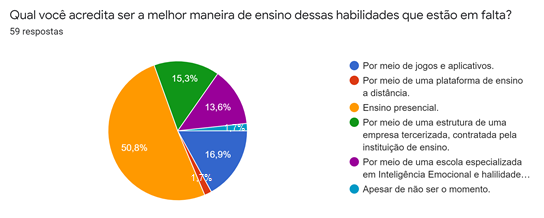 Qual você acredita ser a melhor maneira de ensino dessas habilidades que estão em falta?
59 respostas
15,3%
13,6%
1,7%
50,8%
16,9%
1,7%
Por meio de jogos e aplicativos.
Por meio de uma plataforma de ensino
a distância.
Ensino presencial.
Por meio de uma estrutura de uma
empresa terceirizada, contratada pela
instituição de ensino.
Por meio de uma escola especializada
em Inteligência Emocional e halilidade…
Apesar de não ser o momento.